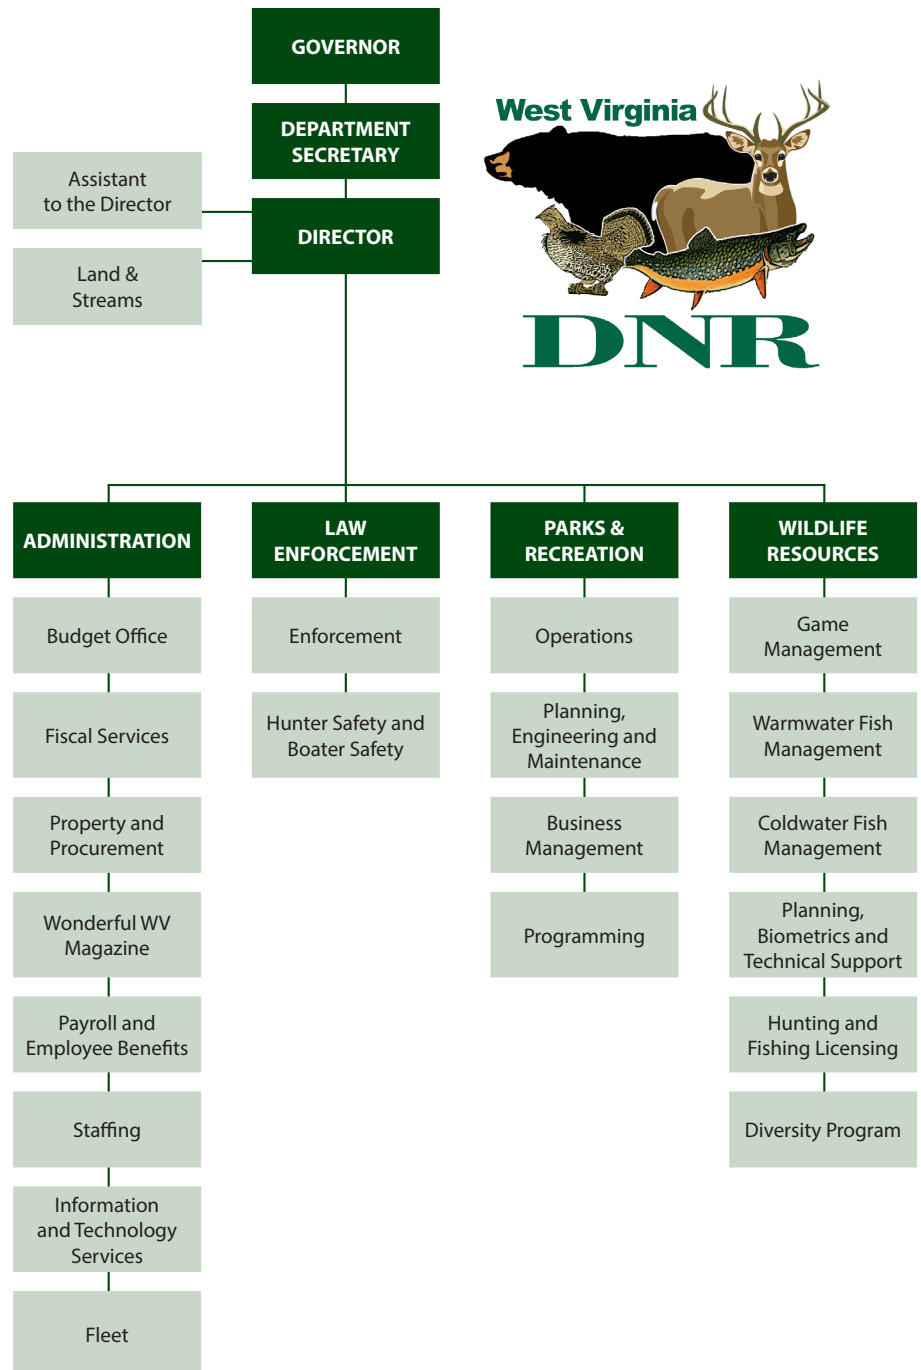 GOVERNOR
West Virginia
DEPARTMENT
SECRETARY
Assistant
to the Director
DIRECTOR
Land &
Streams
DNR
ADMINISTRATION
Budget Office
Fiscal Services
Property and
Procurement
Wonderful WV
Magazine
Payroll and
Employee Benefits
Staffing
Information
and Technology
Services
Fleet
LAW
ENFORCEMENT
Enforcement
Hunter Safety and
Boater Safety
PARKS &
RECREATION
Operations
Planning,
Engineering and
Maintenance
Business
Management
Programming
WILDLIFE
RESOURCES
Game
Management
Warmwater Fish
Management
Coldwater Fish
Management
Planning,
Biometrics and
Technical Support
Hunting and
Fishing Licensing
Diversity Program